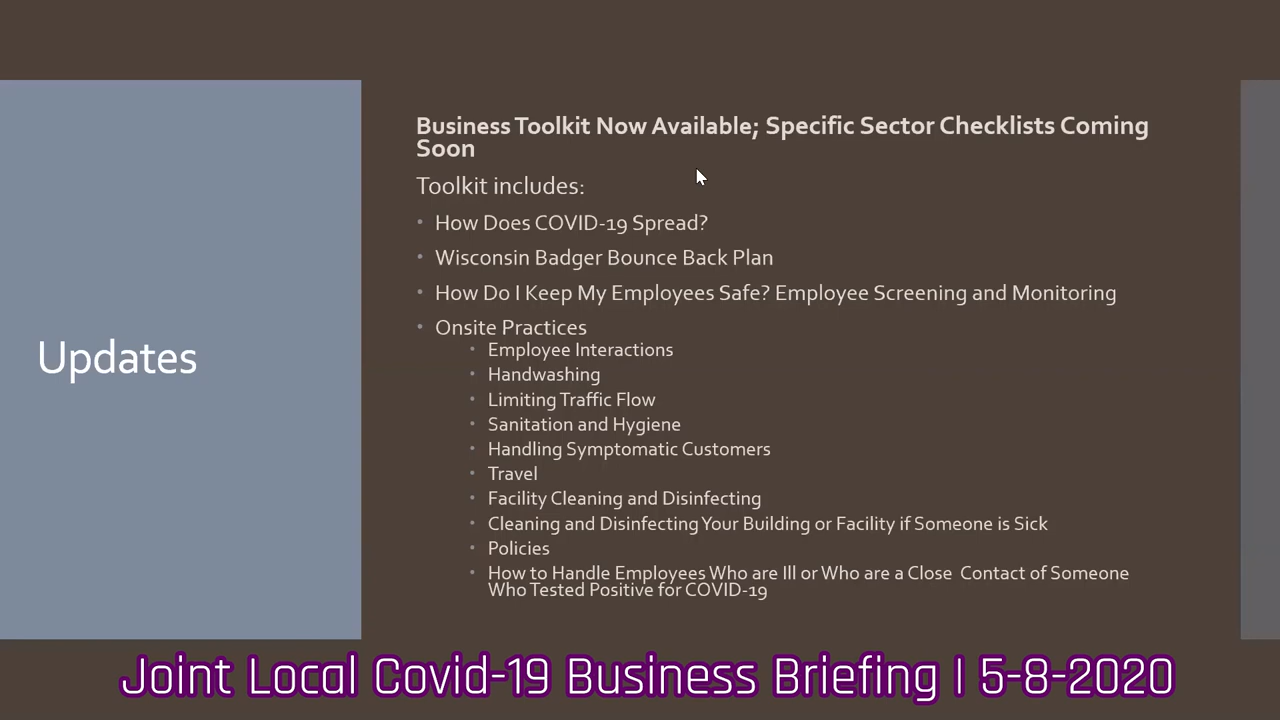 Updates
Business Toolkit Now Available; Specific Sector Checklists Coming
Soon
Toolkit includes:
• How Does COVID-19 Spread?
• Wisconsin Badger Bounce Back Plan
• How Do I Keep My Employees Safe? Employee Screening and Monitoring
• Onsite Practices
• Employee Interactions
• Handwashing
• Limiting Traffic Flow
• Sanitation and Hygiene
• Handling Symptomatic Customers
• Travel
• Facility Cleaning and Disinfecting
• Cleaning and Disinfecting Your Building or Facility if Someone is Sick
• Policies
• How to Handle Employees Who are Ill or Who are a Close Contact of Someone
Who Tested Positive for COVID-19
Joint Local Covid-19 Business Briefing | 5-8-2020